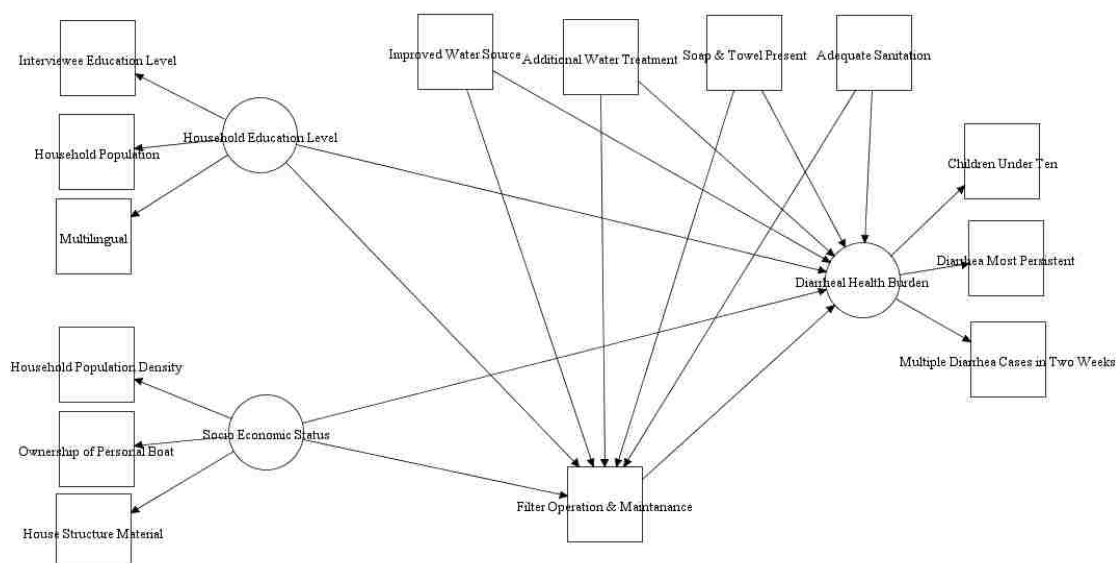 Interviewee Education Level
Household Population
Multilingual
Household Education Level
Improved Water Source
Additional Water Treatment
Soap & Towel Present
Adequate Sanitation
Children Under Ten
Diarrhea Most Persistent
Multiple Diarrhea Cases in Two Weeks
Diarrheal Health Burden
Household Population Density
Ownership of Personal Boat
House Structure Material
Socio Economic Status
Filter Operation & Maintanance